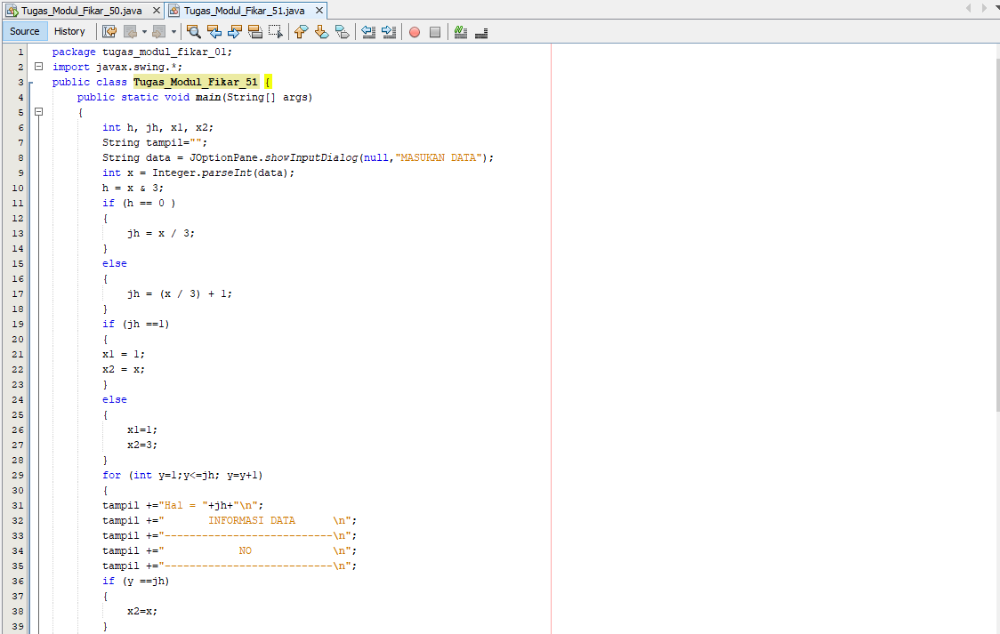 Tugas_Modul_Fikar_50.java Tugas_Modul_Fikar_51.java
Source History
1 package tugas_modul_fikar_01;
2 import javax.swing.*;
3 public class Tugas_Modul_Fikar_51 {
4 public static void main(String[] args)
5 {
6 int h, jh, x1, x2;
7 String tampil="";
8 String data = JOptionPane.showInputDialog(null,"MASUKAN DATA");
9 int x = Integer.parseInt(data);
10 h = x & 3;
11 if (h == 0 )
12 {
13 jh = x / 3;
14 }
15 else
16 {
17 jh = (x / 3) + 1;
18 }
19 if (jh ==1)
20 {
21 x1 = 1;
22 x2 = x;
23 }
24 else
25 {
26 x1=1;
27 x2=3;
28 }
29 for (int y=1;y<=jh; y=y+1)
30 {
31 tampil +="Hal = "+jh+"\n";
32 tampil +="       INFORMASI DATA      \n";
33 tampil +="---------------------------\n";
34 tampil +="            NO             \n";
35 tampil +="---------------------------\n";
36 if (y ==jh)
37 {
38 x2=x;
39 }